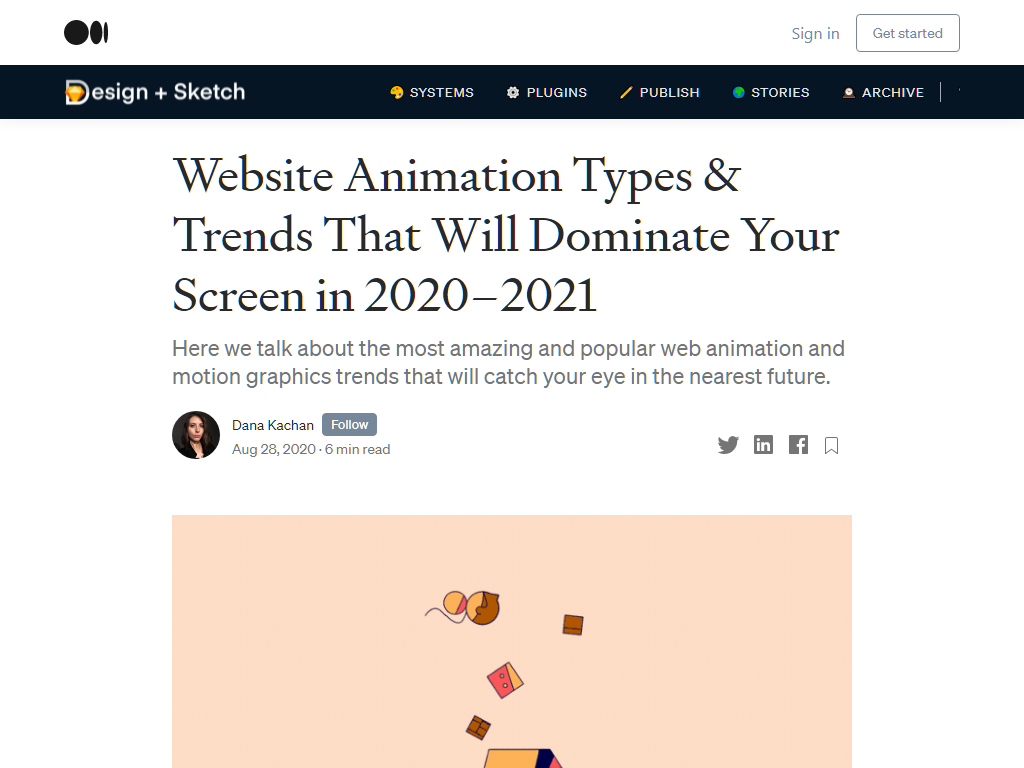 Sign in
Get started
Design + Sketch
SYSTEMS
PLUGINS
PUBLISH
STORIES
ARCHIVE
Website Animation Types &
Trends That Will Dominate Your
Screen in 2020–2021
Here we talk about the most amazing and popular web animation and
motion graphics trends that will catch your eye in the nearest future.
Dana Kachan
Follow
Aug 28, 2020 · 6 min read